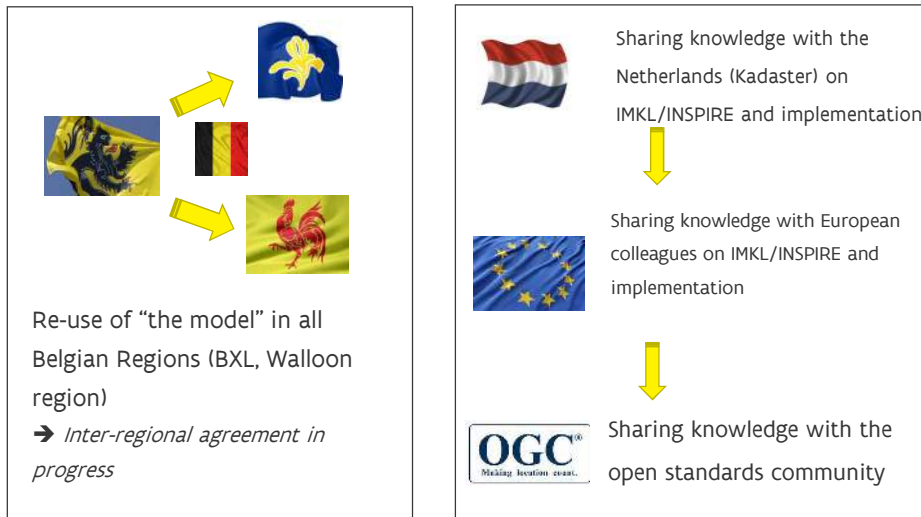 Re-use of “the model” in all
Belgian Regions (BXL, Walloon
region)
➔ Inter-regional agreement in
progress
Sharing knowledge with the
Netherlands (Kadaster) on
IMKL/INSPIRE and implementation
Sharing knowledge with European
colleagues on IMKL/INSPIRE and
implementation
OGC®
Making location count.
Sharing knowledge with the
open standards community